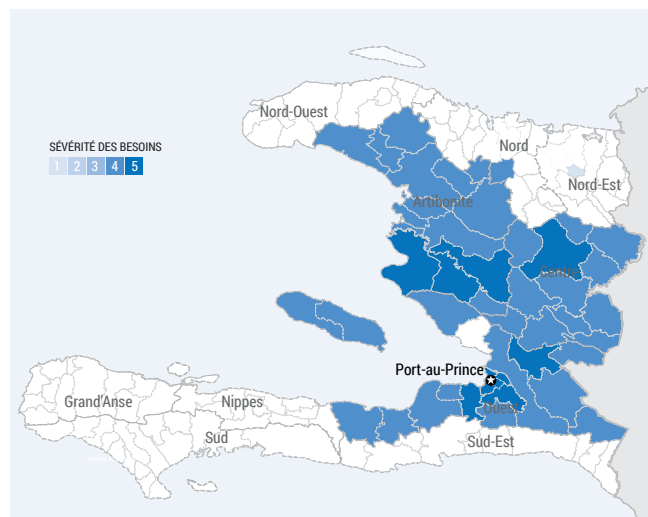 Nord-Ouest
SÉVÉRITÉ DES BESOINS
1 2 3 4 5
Nord
Nord-Est
Artibonite
Centre
Port-au-Prince
Grand'Anse
Nippes
Ouest
Sud
Sud-Est